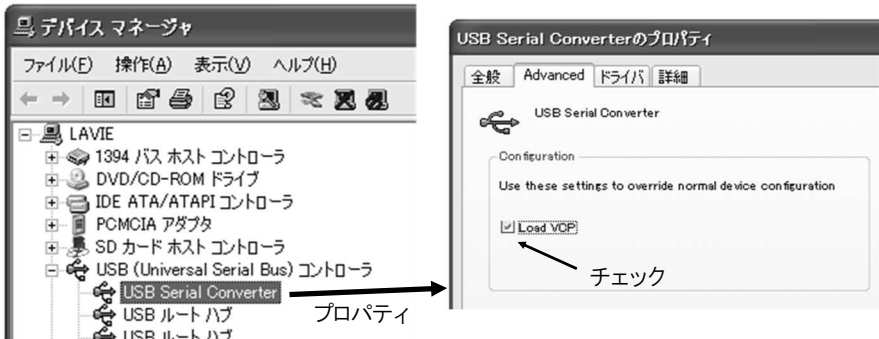 デバイス マネージャ
ファイル(F) 操作(A) 表示(V) ヘルプ(H)
LAVIE
1394 バス ホスト コントローラ
DVD/CD-ROM ドライブ
IDE ATA/ATAPI コントローラ
PCMCIA アダプタ
SD カード ホスト コントローラ
USB (Universal Serial Bus) コントローラ
USB Serial Converter
USB ルート ハブ
USB ルート ハブ
プロパティ
USB Serial Converterのプロパティ
全般 Advanced ドライバ 詳細
USB Serial Converter
Configuration
Use these settings to override normal device configuration
Load VCP
チェック